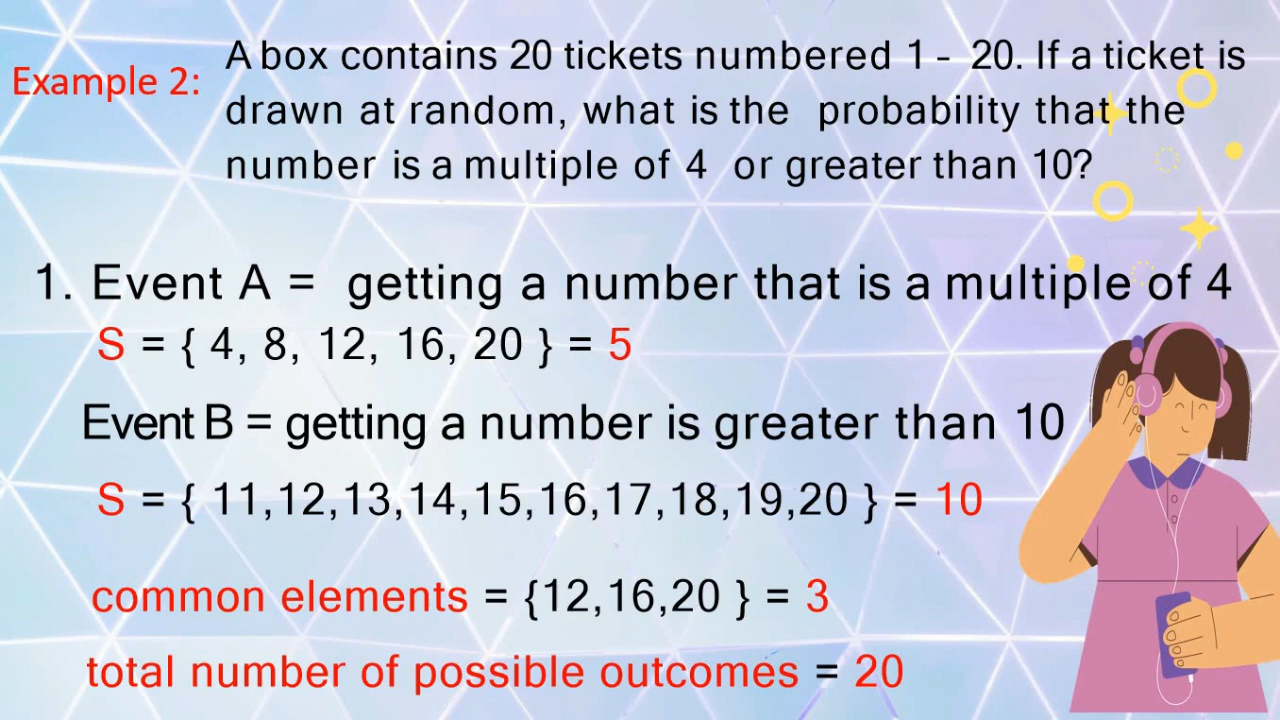 Example 2:
A box contains 20 tickets numbered 1 - 20. If a ticket is
drawn at random, what is the probability that the
number is a multiple of 4 or greater than 10?
1. Event A = getting a number that is a multiple of 4
S = { 4, 8, 12, 16, 20 } = 5
Event B = getting a number is greater than 10
S = { 11,12,13,14,15,16,17,18,19,20 } = 10
common elements = {12,16,20 } = 3
total number of possible outcomes = 20